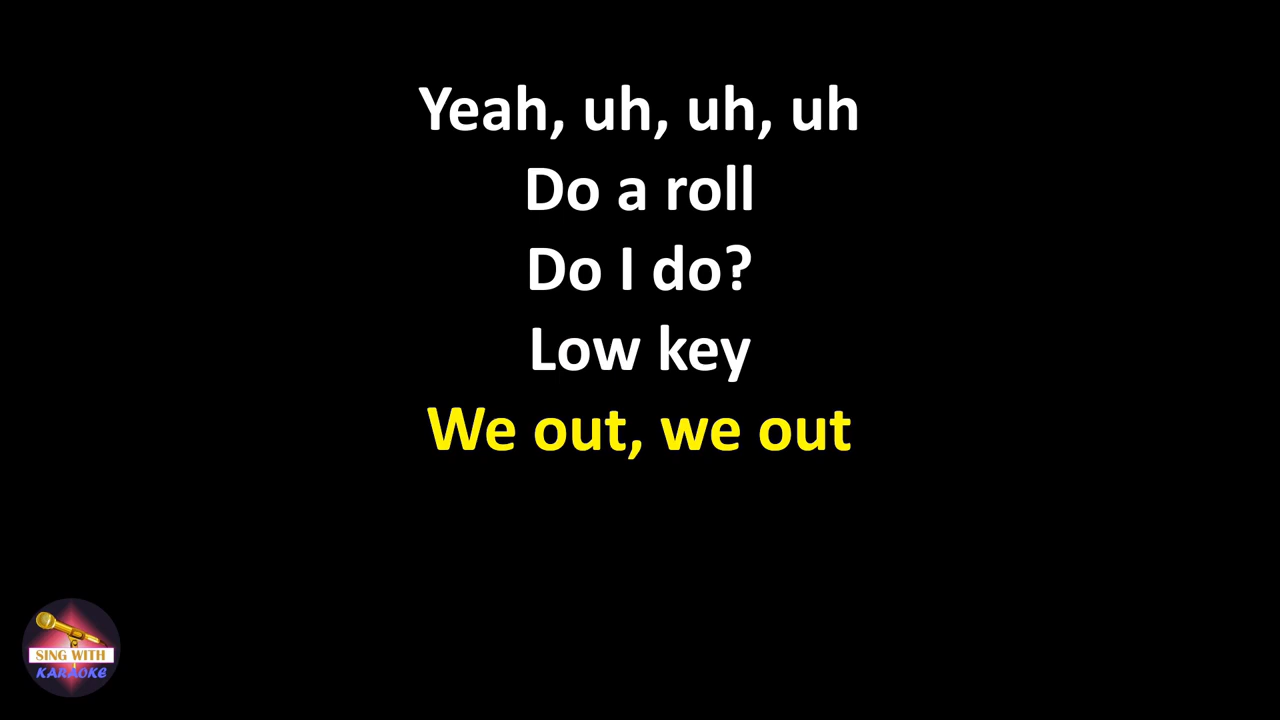 Yeah, uh, uh, uh
Do a roll
Do I do?
Low key
We out, we out
SING WITH
KARAOKE